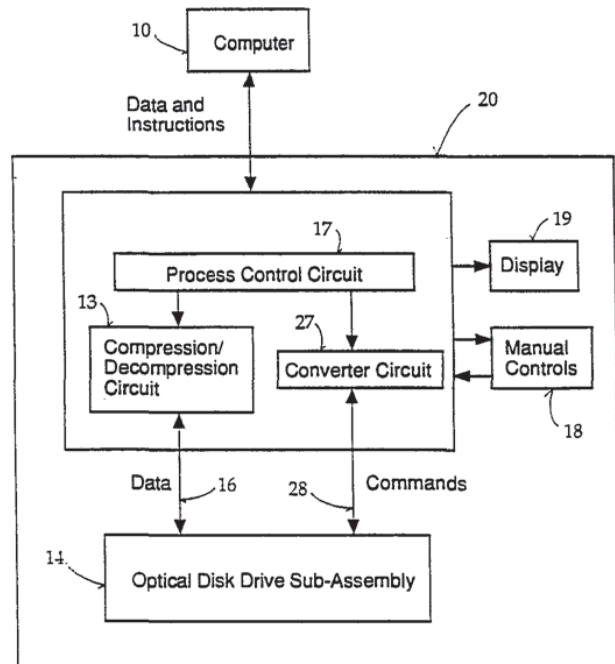 10
Computer
Data and
Instructions
20
17
Process Control Circuit
19
Display
13
Compression/
Decompression
Circuit
27
Converter Circuit
Manual
Controls
18
Data
16
28
Commands
14
Optical Disk Drive Sub-Assembly